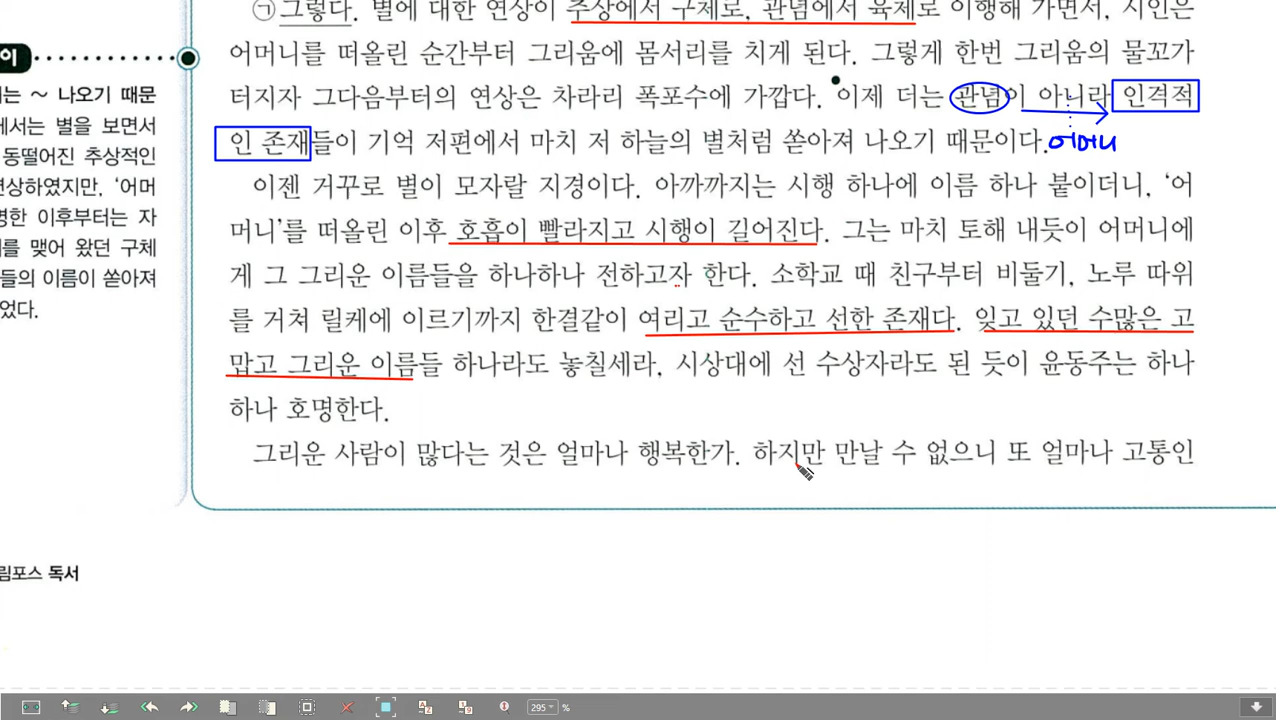 ㉠그렇다. 별에 대한 연상이 추상에서 구체로, 관념에서 육체로 이행해 가면서, 시인은
어머니를 떠올린 순간부터 그리움에 몸서리를 치게 된다. 그렇게 한번 그리움의 물꼬가
터지자 그다음부터의 연상은 차라리 폭포수에 가깝다. 이제 더는 관념이 아니라 인격적
인 존재들이 기억 저편에서 마치 저 하늘의 별처럼 쏟아져 나오기 때문이다.
어머니
이젠 거꾸로 별이 모자랄 지경이다. 아까까지는 시행 하나에 이름 하나 붙이더니, ‘어
머니’를 떠올린 이후 호흡이 빨라지고 시행이 길어진다. 그는 마치 토해 내듯이 어머니에
게 그 그리운 이름들을 하나하나 전하고자 한다. 소학교 때 친구부터 비둘기, 노루 따위
를 거쳐 릴케에 이르기까지 한결같이 여리고 순수하고 선한 존재다. 잊고 있던 수많은 고
맙고 그리운 이름들 하나라도 놓칠세라, 시상대에 선 수상자라도 된 듯이 윤동주는 하나
하나 호명한다.
그리운 사람이 많다는 것은 얼마나 행복한가. 하지만 만날 수 없으니 또 얼마나 고통인
이
는 ~ 나오기 때문
에서는 별을 보면서
동떨어진 추상적인
연상하였지만, ‘어머
명한 이후부터는 자
를 맺어 왔던 구체
들의 이름이 쏟아져
었다.
림포스 독서
295 %